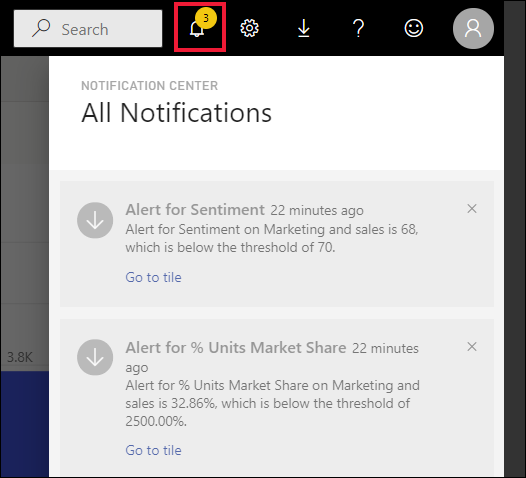 Search
3
?
NOTIFICATION CENTER
All Notifications
Alert for Sentiment 22 minutes ago
Alert for Sentiment on Marketing and sales is 68,
which is below the threshold of 70.
Go to tile
3.8K
Alert for % Units Market Share 22 minutes
ago
Alert for % Units Market Share on Marketing and
sales is 32.86%, which is below the threshold of
2500.00%.
Go to tile